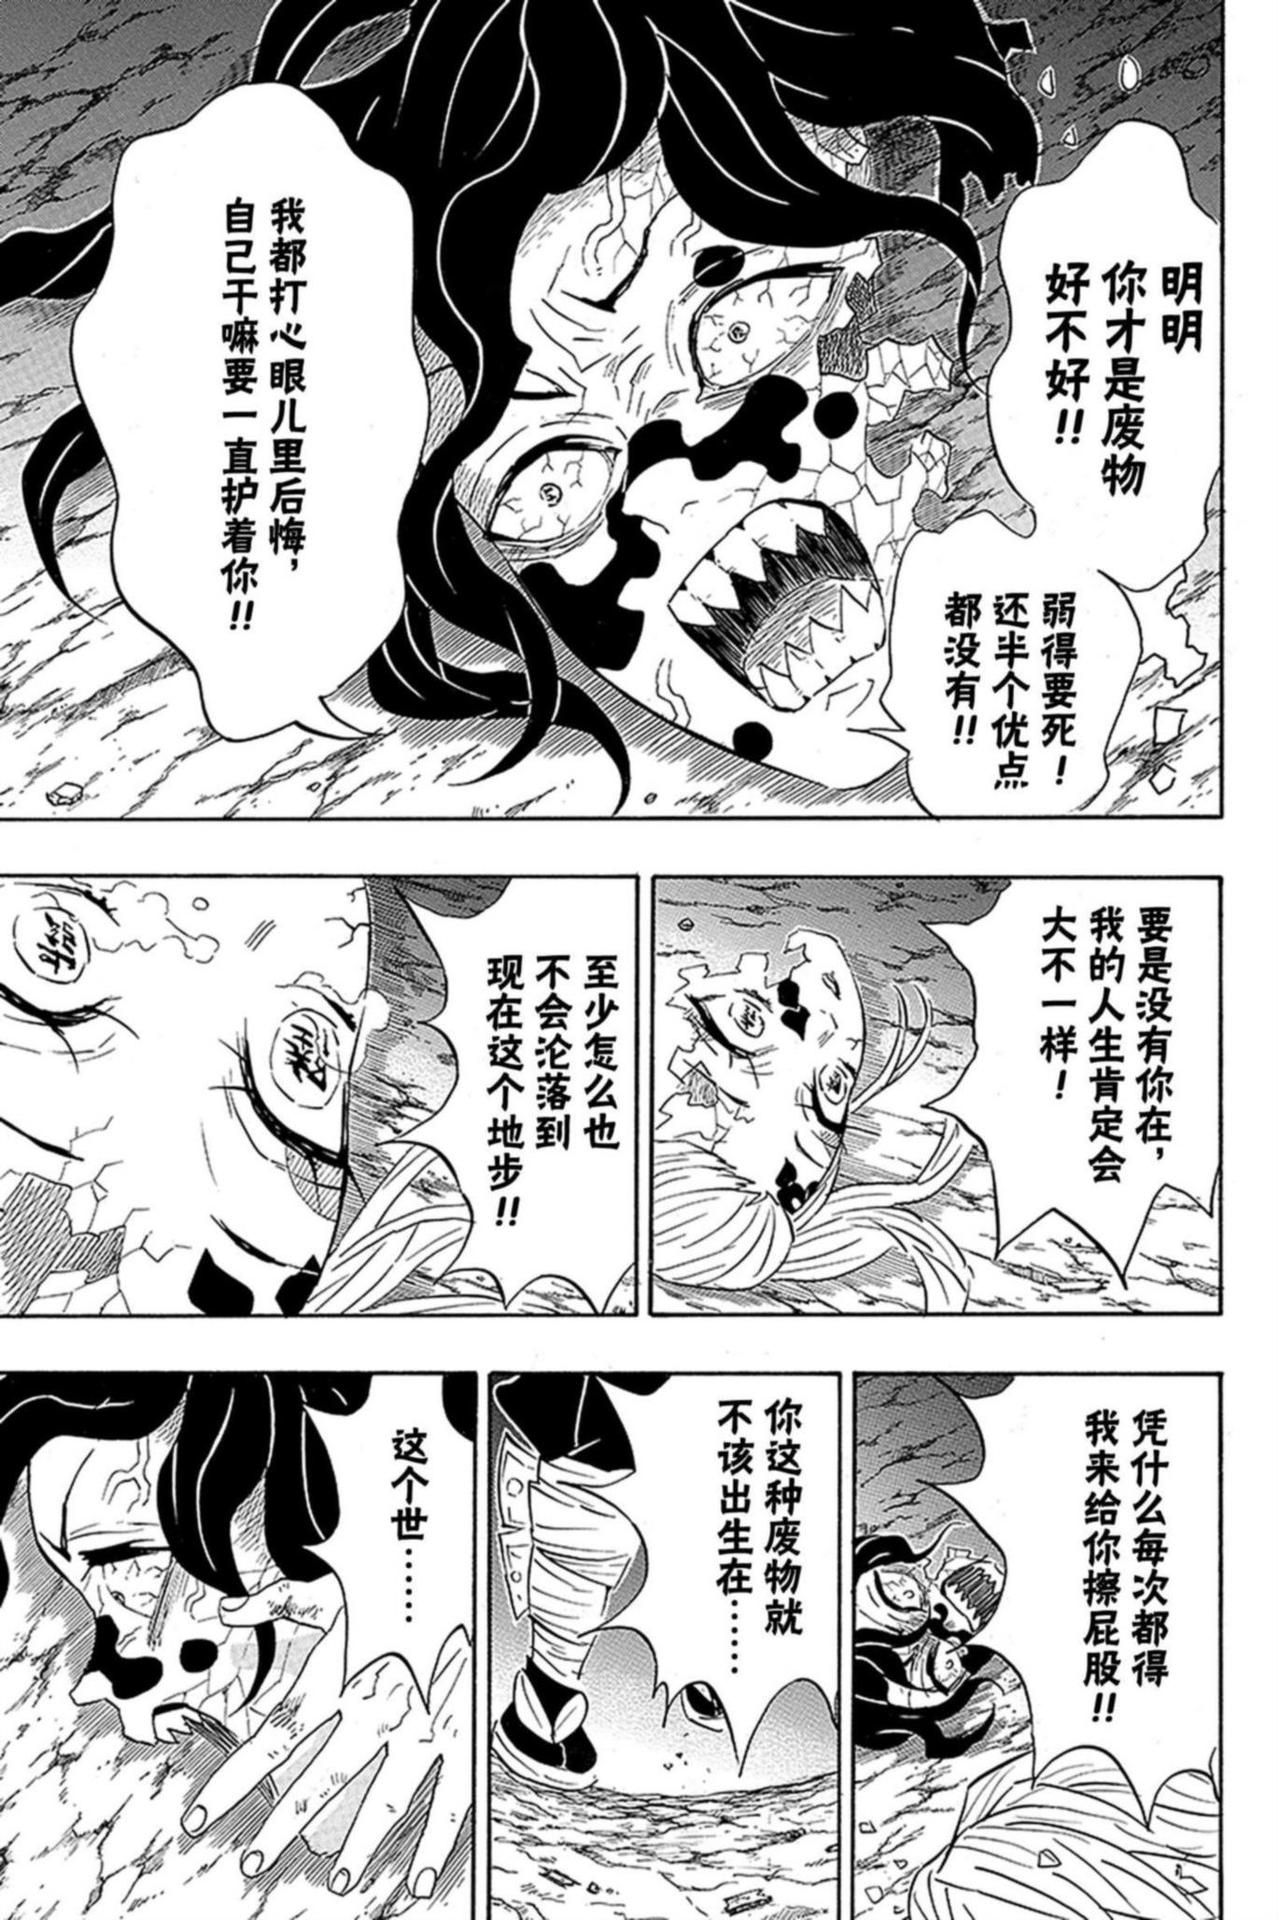 明明
你才是废物
好不好!!
弱得要死！
还半个优点
都没有!!
我都打心眼儿里后悔，
自己干嘛要一直护着你!!
要是没有你在，
我的人生肯定会
大不一样！
至少怎么也
不会沦落到
现在这个地步!!
凭什么每次都得
我来给你擦屁股!!
你这种废物就
不该出生在……
这个世……